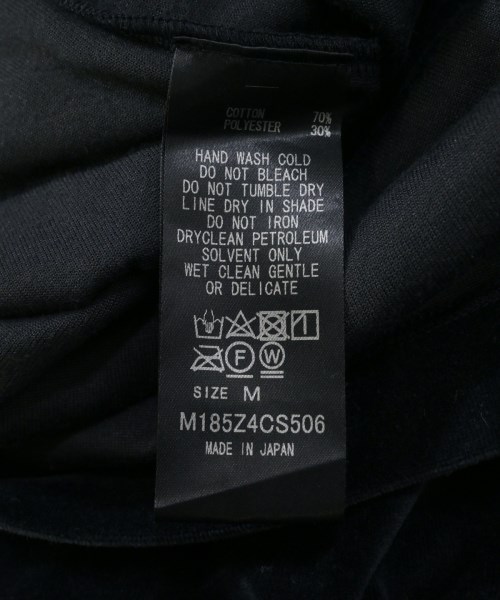 COTTON 70%
POLYESTER 30%
HAND WASH COLD
DO NOT BLEACH
DO NOT TUMBLE DRY
LINE DRY IN SHADE
DO NOT IRON
DRYCLEAN PETROLEUM
SOLVENT ONLY
WET CLEAN GENTLE
OR DELICATE
F W
SIZE M
M185Z4CS506
MADE IN JAPAN